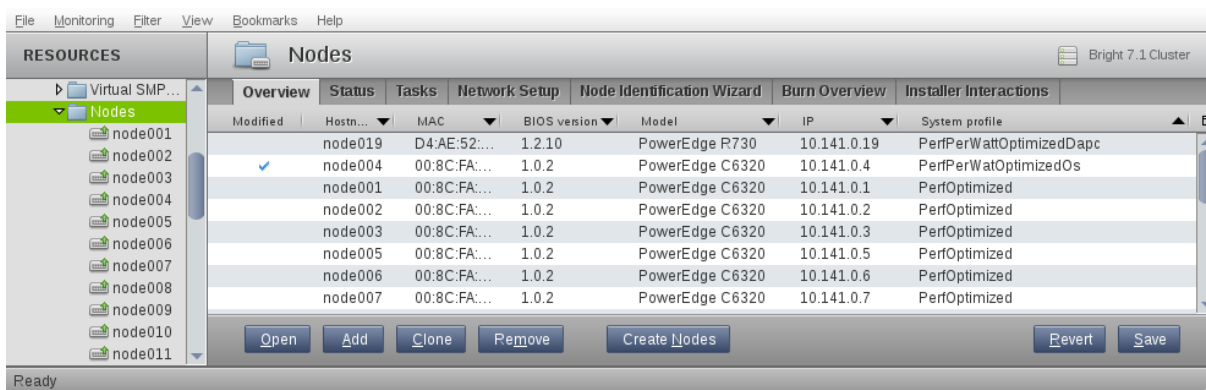 File Monitoring Filter View Bookmarks Help
RESOURCES
Nodes
Bright 7.1 Cluster
Virtual SMP...
Nodes
node001
node002
node003
node004
node005
node006
node007
node008
node009
node010
node011
Overview Status Tasks Network Setup Node Identification Wizard Burn Overview Installer Interactions
Modified Hostn... MAC BIOS version Model IP System profile
node019 D4:AE:52:... 1.2.10 PowerEdge R730 10.141.0.19 PerfPerWattOptimizedDapc
node004 00:8C:FA:... 1.0.2 PowerEdge C6320 10.141.0.4 PerfPerWatOptimizedOs
node001 00:8C:FA:... 1.0.2 PowerEdge C6320 10.141.0.1 PerfOptimized
node002 00:8C:FA:... 1.0.2 PowerEdge C6320 10.141.0.2 PerfOptimized
node003 00:8C:FA:... 1.0.2 PowerEdge C6320 10.141.0.3 PerfOptimized
node005 00:8C:FA:... 1.0.2 PowerEdge C6320 10.141.0.5 PerfOptimized
node006 00:8C:FA:... 1.0.2 PowerEdge C6320 10.141.0.6 PerfOptimized
node007 00:8C:FA:... 1.0.2 PowerEdge C6320 10.141.0.7 PerfOptimized
Open Add Clone Remove Create Nodes Revert Save
Ready